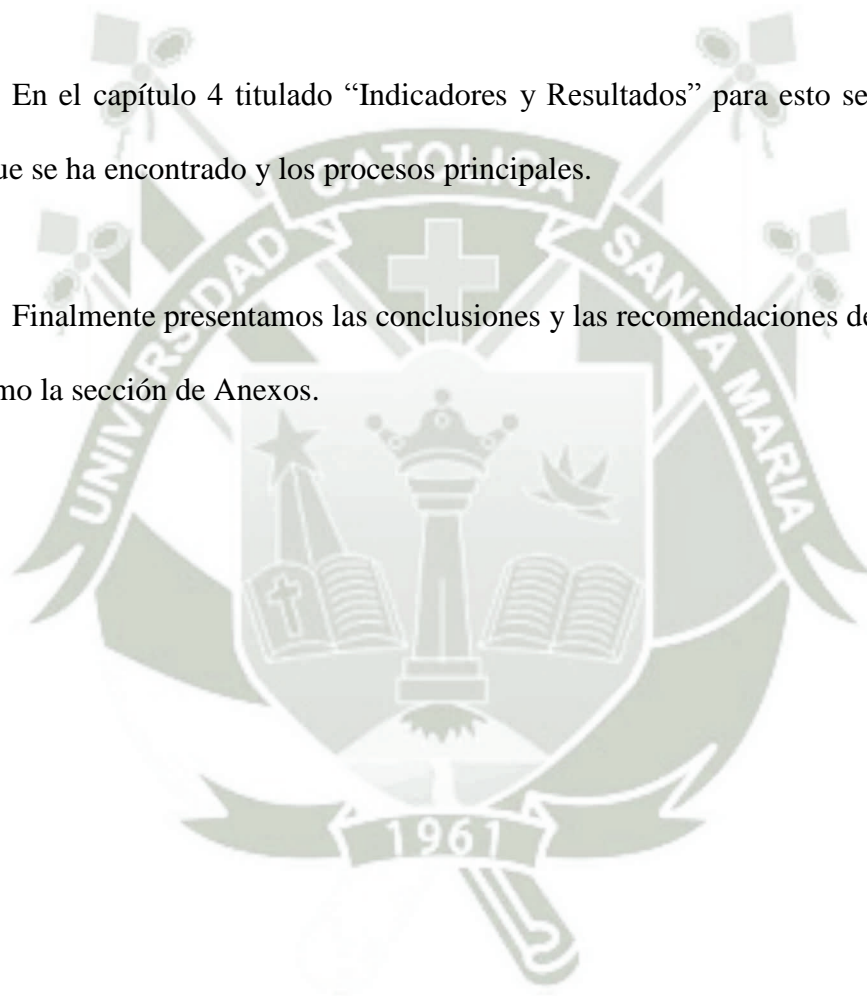 En el capítulo 4 titulado “Indicadores y Resultados” para esto se
ue se ha encontrado y los procesos principales.
Finalmente presentamos las conclusiones y las recomendaciones de
mo la sección de Anexos.
UNIVERSIDAD CATOLICA SANTA MARIA
1961